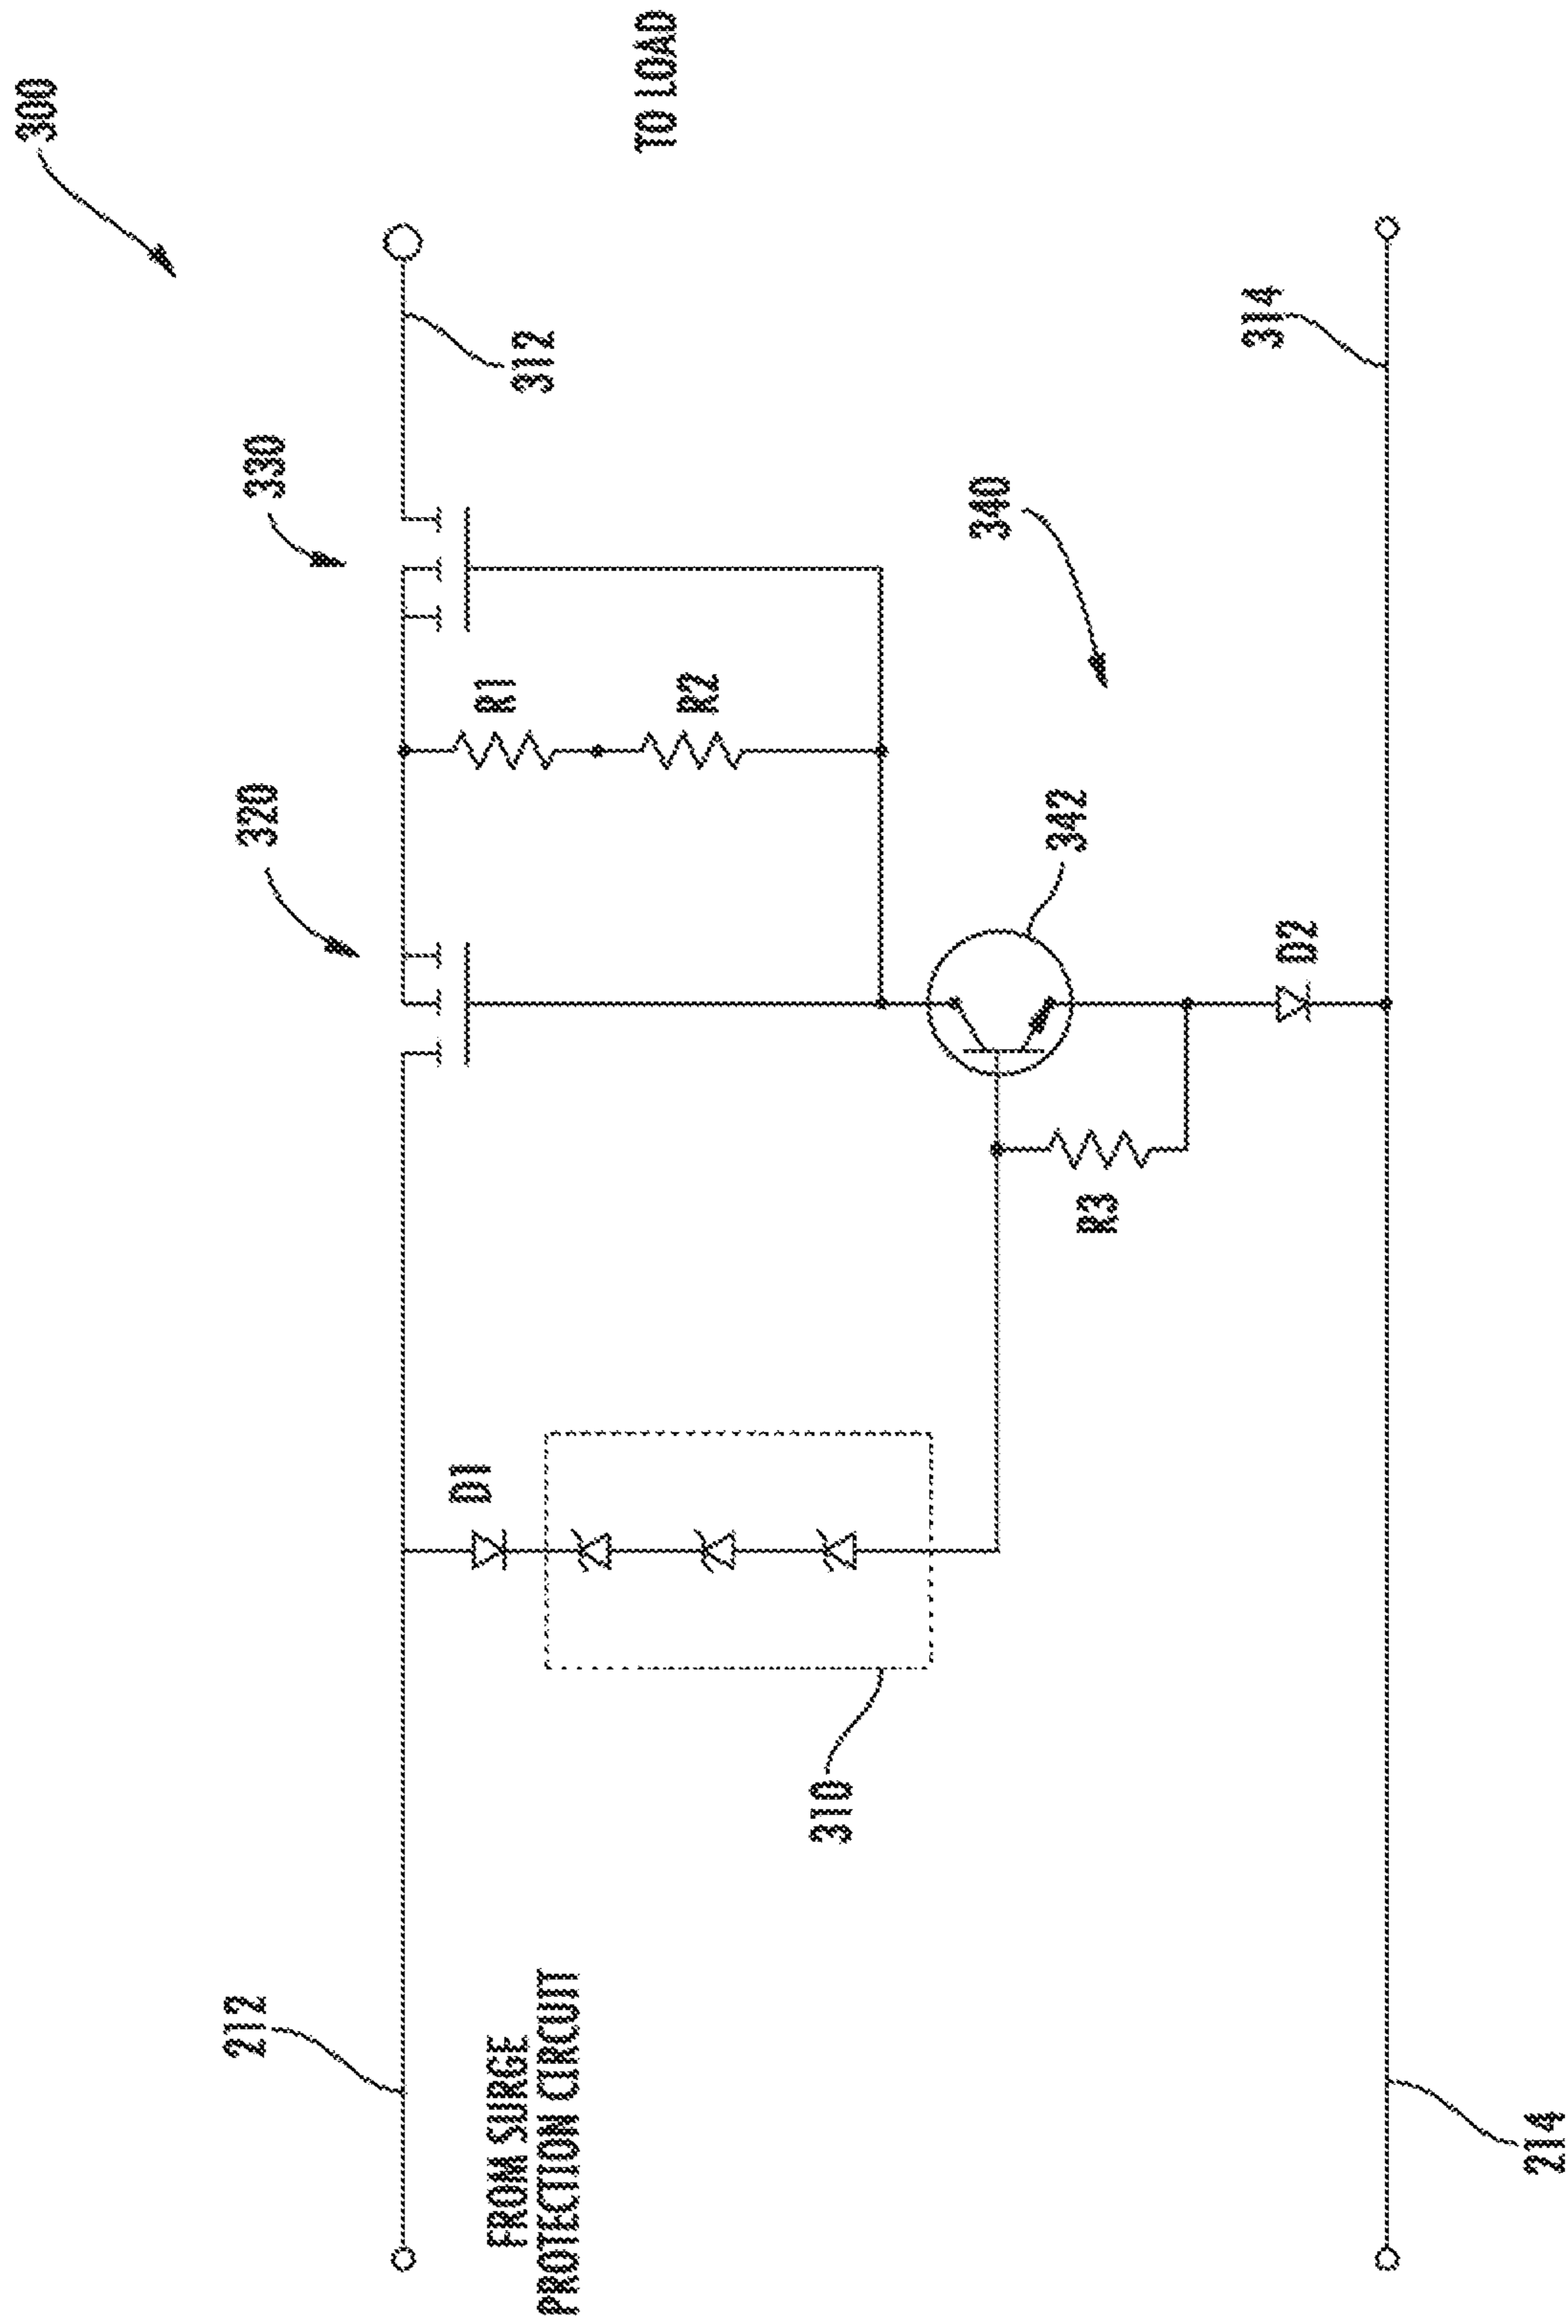 300
330
320
312
TO LOAD
R1
R2
340
342
D1
310
R3
D2
212
FROM SURGE
PROTECTION CIRCUIT
214
314